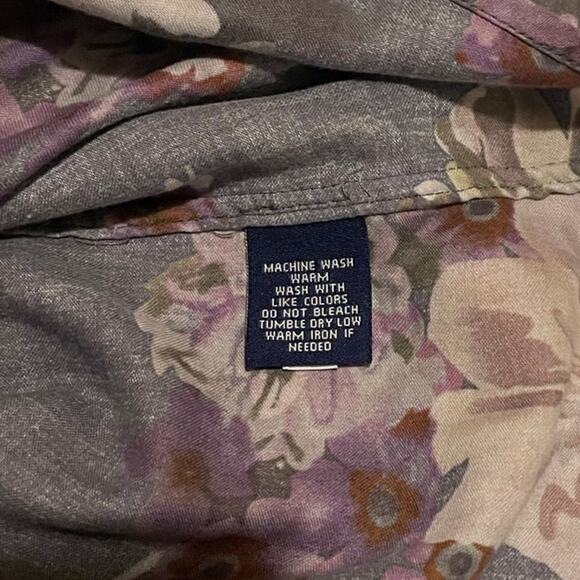 MACHINE WASH
WARM
WASH WITH
LIKE COLORS
DO NOT BLEACH
TUMBLE DRY LOW
WARM IRON IF
NEEDED